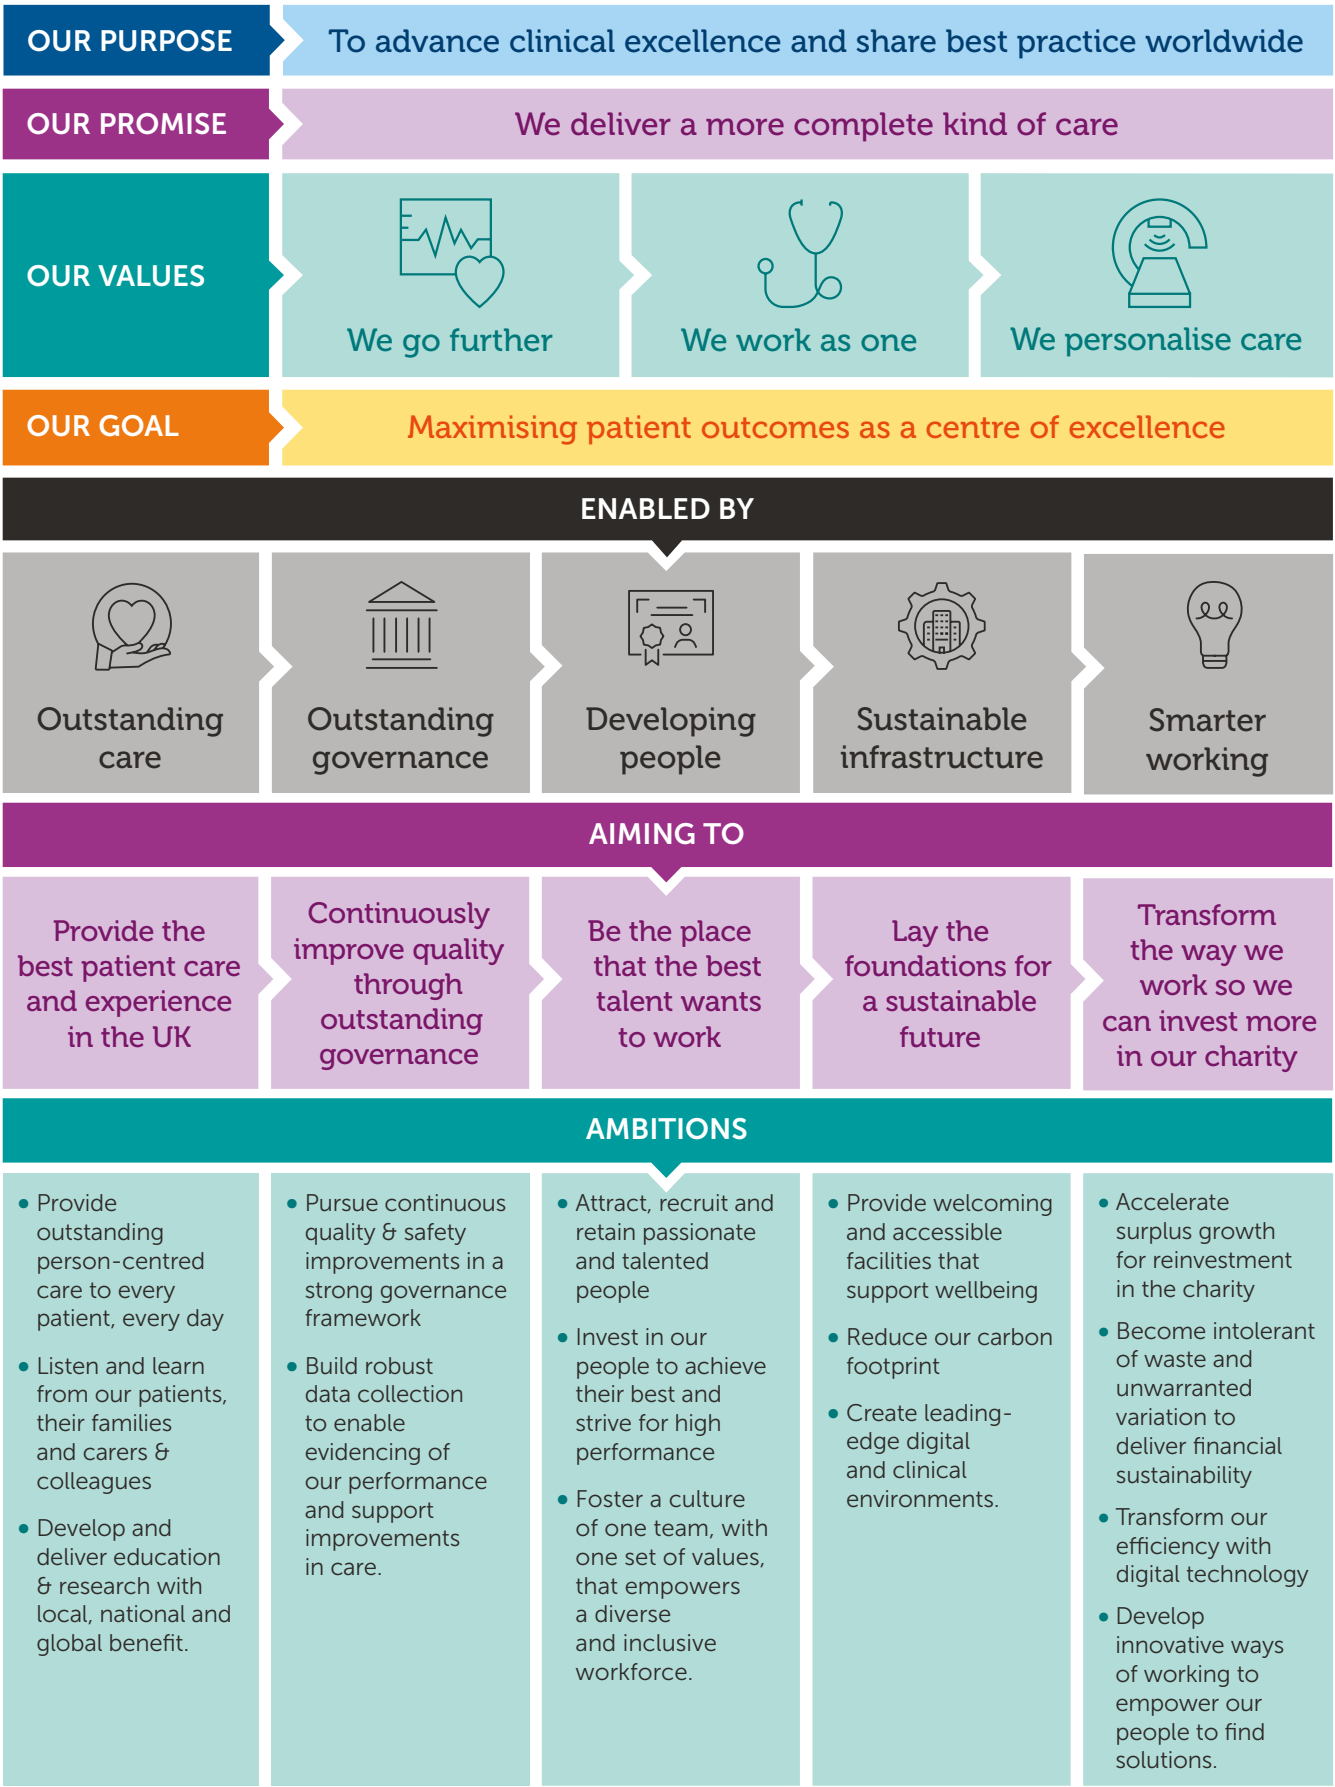 OUR PURPOSE
To advance clinical excellence and share best practice worldwide
OUR PROMISE
We deliver a more complete kind of care
OUR VALUES
We go further
We work as one
We personalise care
OUR GOAL
Maximising patient outcomes as a centre of excellence
ENABLED BY
Outstanding
care
Outstanding
governance
Developing
people
Sustainable
infrastructure
Smarter
working
AIMING TO
Provide the
best patient care
and experience
in the UK
Continuously
improve quality
through
outstanding
governance
Be the place
that the best
talent wants
to work
Lay the
foundations for
a sustainable
future
Transform
the way we
work so we
can invest more
in our charity
AMBITIONS
• Provide
outstanding
person-centred
care to every
patient, every day
• Listen and learn
from our patients,
their families
and carers &
colleagues
• Develop and
deliver education
& research with
local, national and
global benefit.
• Pursue continuous
quality & safety
improvements in a
strong governance
framework
• Build robust
data collection
to enable
evidencing of
our performance
and support
improvements
in care.
• Attract, recruit and
retain passionate
and talented
people
• Invest in our
people to achieve
their best and
strive for high
performance
• Foster a culture
of one team, with
one set of values,
that empowers
a diverse
and inclusive
workforce.
• Provide welcoming
and accessible
facilities that
support wellbeing
• Reduce our carbon
footprint
• Create leading-
edge digital
and clinical
environments.
• Accelerate
surplus growth
for reinvestment
in the charity
• Become intolerant
of waste and
unwarranted
variation to
deliver financial
sustainability
• Transform our
efficiency with
digital technology
• Develop
innovative ways
of working to
empower our
people to find
solutions.